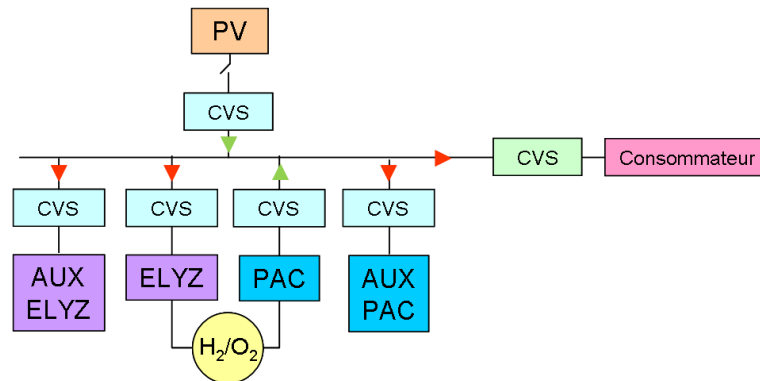 PV
CVS
CVS
Consommateur
CVS
CVS
CVS
CVS
AUX
ELYZ
ELYZ
PAC
AUX
PAC
H₂/O₂